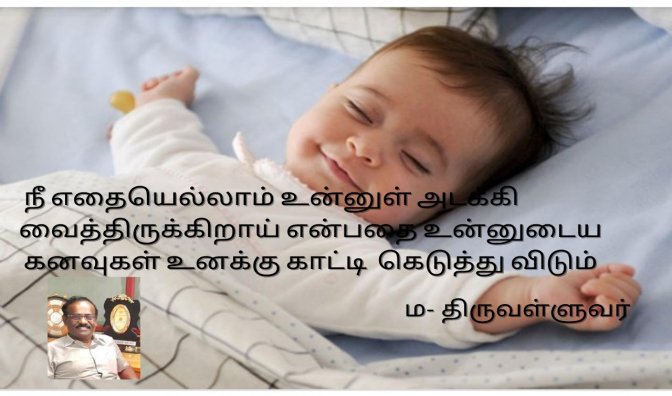 நீ எதையெல்லாம் உன்னுள் அடக்கி
வைத்திருக்கிறாய் என்பதை உன்னுடைய
கனவுகள் உனக்கு காட்டி கெடுத்து விடும்
ம- திருவள்ளுவர்